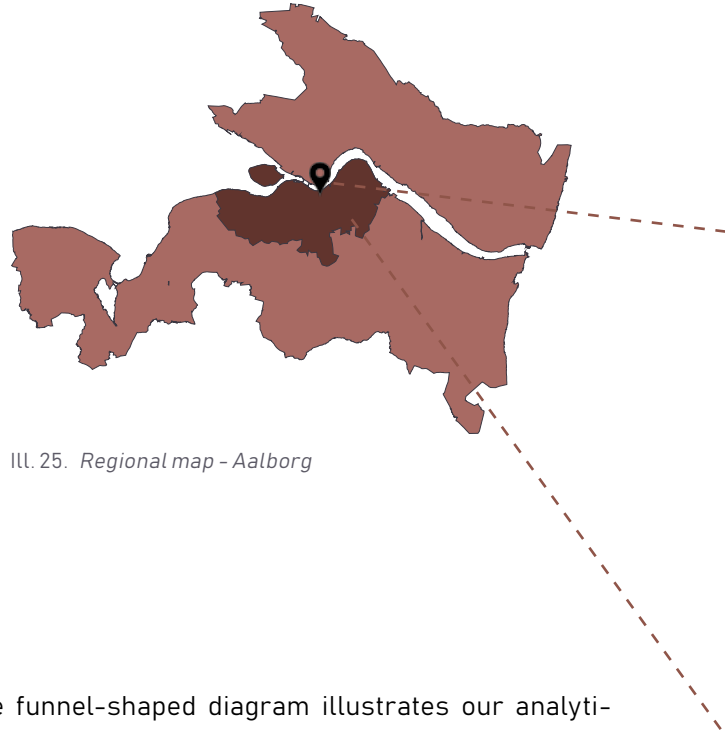 Ill. 25. Regional map - Aalborg
funnel-shaped diagram illustrates our analyti-